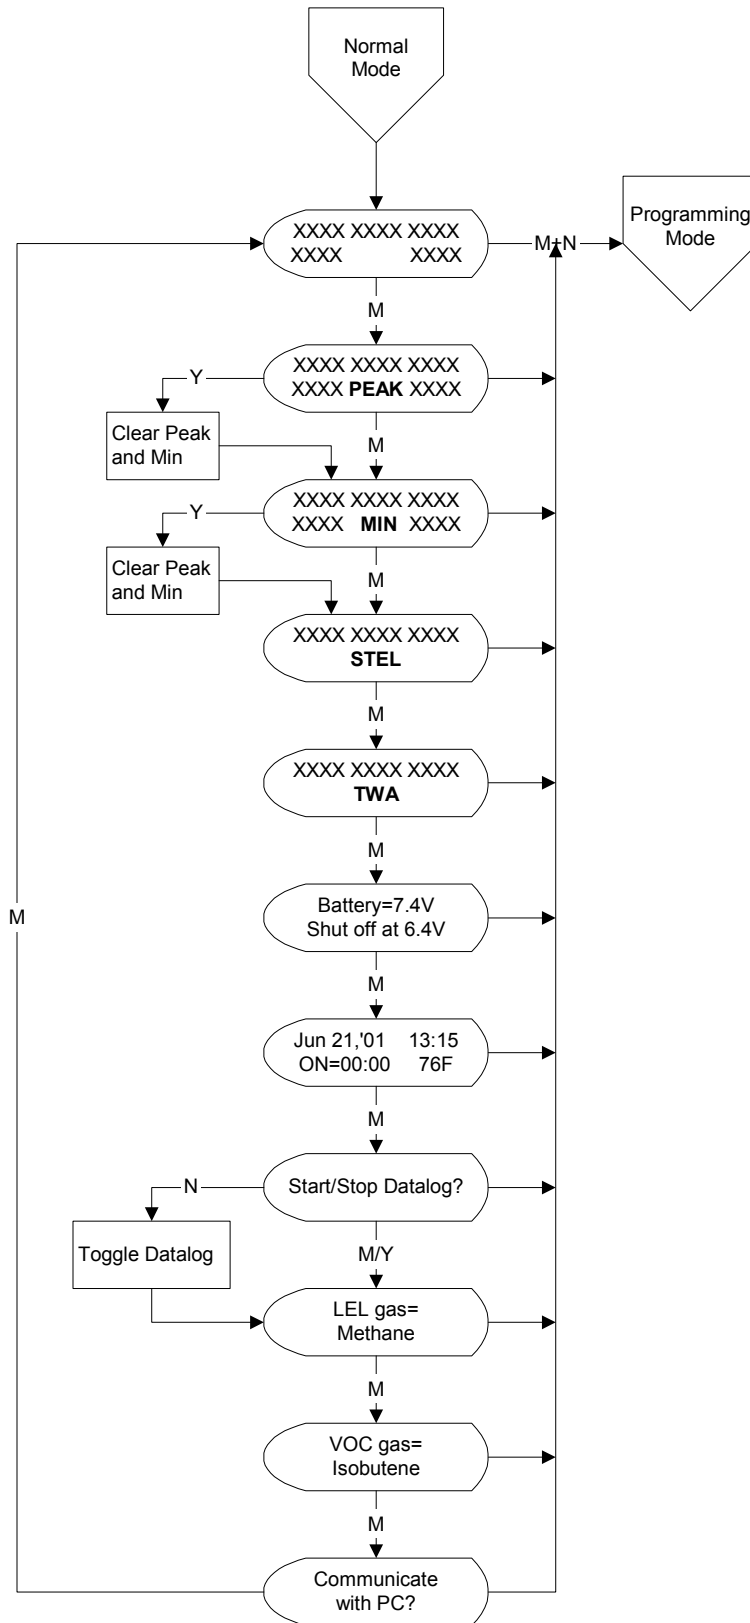 Normal
Mode
Programming
Mode
XXXX XXXX XXXX
XXXX XXXX
M+N
M
XXXX XXXX XXXX
XXXX PEAK XXXX
Y
Clear Peak
and Min
M
XXXX XXXX XXXX
XXXX MIN XXXX
Y
Clear Peak
and Min
M
XXXX XXXX XXXX
STEL
M
XXXX XXXX XXXX
TWA
M
Battery=7.4V
Shut off at 6.4V
M
M
Jun 21,'01 13:15
ON=00:00 76F
M
Start/Stop Datalog?
N
Toggle Datalog
M/Y
LEL gas=
Methane
M
VOC gas=
Isobutene
M
Communicate
with PC?